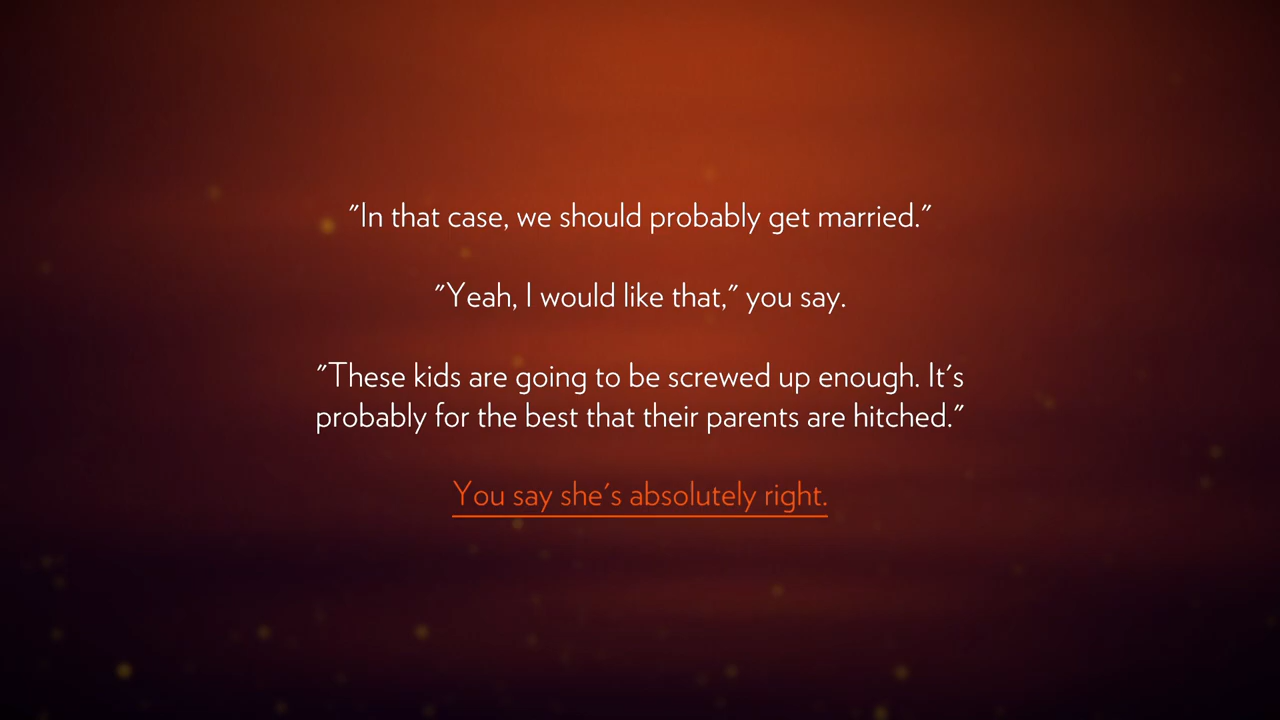 "In that case, we should probably get married."
"Yeah, I would like that," you say.
"These kids are going to be screwed up enough. It's
probably for the best that their parents are hitched."
You say she's absolutely right.